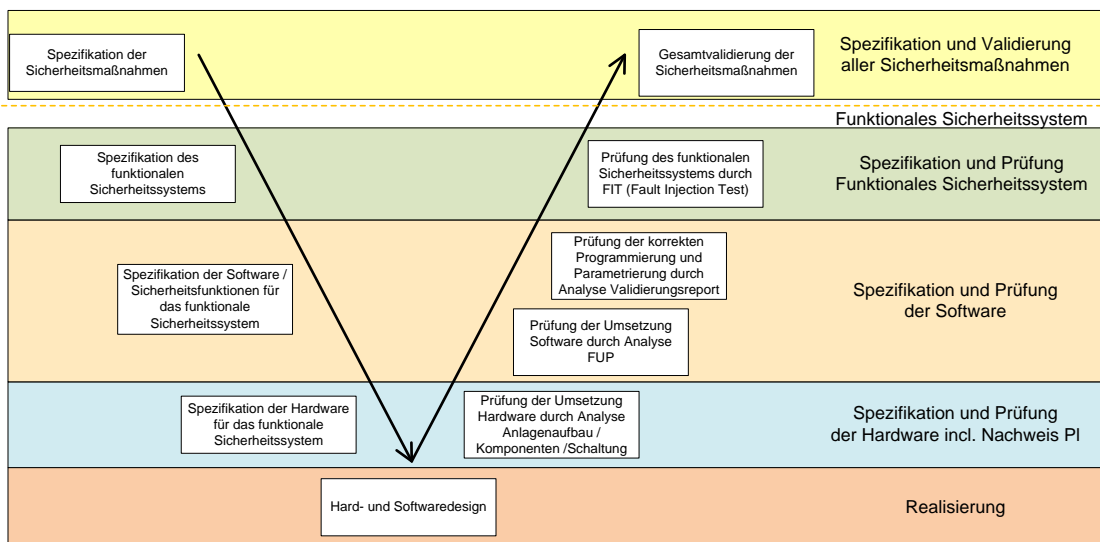 Spezifikation der
Sicherheitsmaßnahmen
Gesamtvalidierung der
Sicherheitsmaßnahmen
Spezifikation und Validierung
aller Sicherheitsmaßnahmen
Funktionales Sicherheitssystem
Spezifikation des
funktionalen
Sicherheitssystems
Prüfung des funktionalen
Sicherheitssystems durch
FIT (Fault Injection Test)
Spezifikation und Prüfung
Funktionales Sicherheitssystem
Spezifikation der Software /
Sicherheitsfunktionen für
das funktionale
Sicherheitssystem
Prüfung der korrekten
Programmierung und
Parametrierung durch
Analyse Validierungsreport
Prüfung der Umsetzung
Software durch Analyse
FUP
Spezifikation und Prüfung
der Software
Spezifikation der Hardware
für das funktionale
Sicherheitssystem
Prüfung der Umsetzung
Hardware durch Analyse
Anlagenaufbau /
Komponenten /Schaltung
Spezifikation und Prüfung
der Hardware incl. Nachweis Pl
Hard- und Softwaredesign
Realisierung